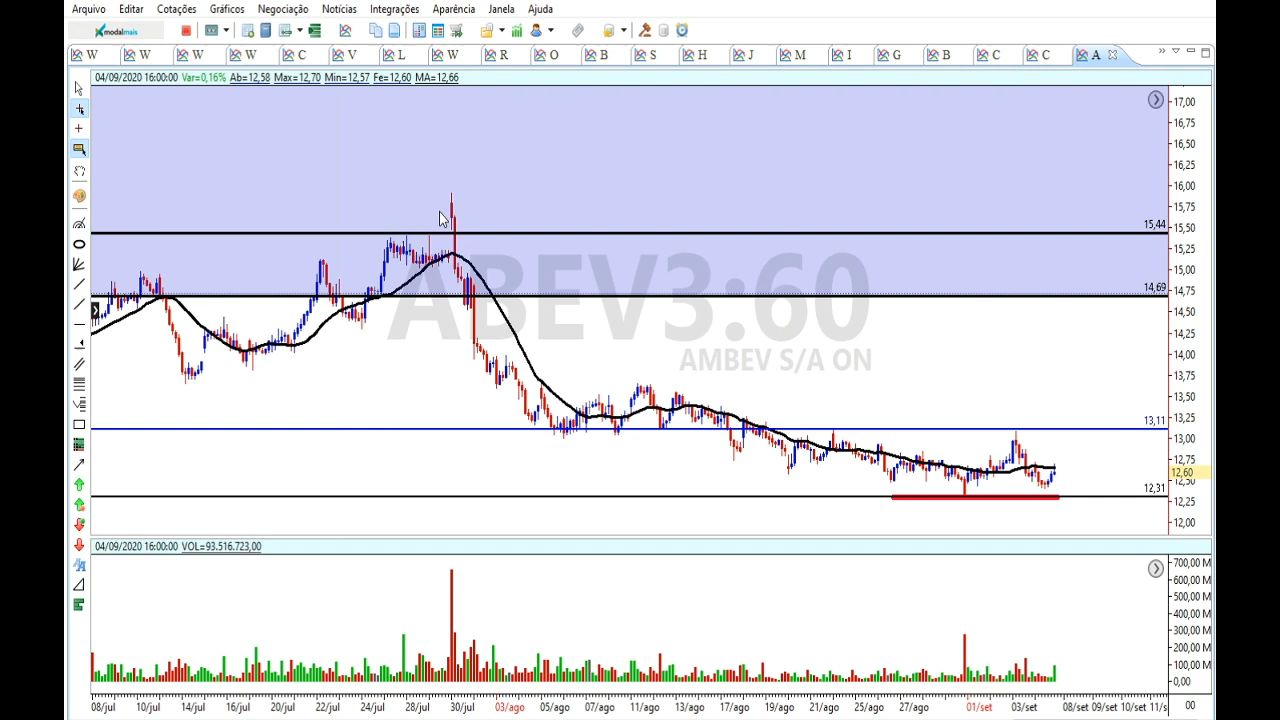 Arquivo Editar Cotações Gráficos Negociação Notícias Integrações Aparência Janela Ajuda
modalmais
W W W W C V L W R O B S H J M I G B C C A
04/09/2020 16:00:00 Var=0,16% Ab=12,58 Max=12,70 Min=12,57 Fe=12,60 MA=12,66
17,00
16,75
16,50
16,25
16,00
15,75
15,50
15,44
15,25
15,00
14,75
14,69
14,50
14,25
14,00
13,75
13,50
13,25
13,11
13,00
12,75
12,60
12,50
12,31
12,25
12,00
ABEV3:60
AMBEV S/A ON
04/09/2020 16:00:00 VOL=93.516.723,00
700,00 M
600,00 M
500,00 M
400,00 M
300,00 M
200,00 M
100,00 M
0,00
08/jul 10/jul 14/jul 16/jul 20/jul 22/jul 24/jul 28/jul 30/jul 03/ago 05/ago 07/ago 11/ago 13/ago 17/ago 19/ago 21/ago 25/ago 27/ago 01/set 03/set 08/set 10/set 11/s 00